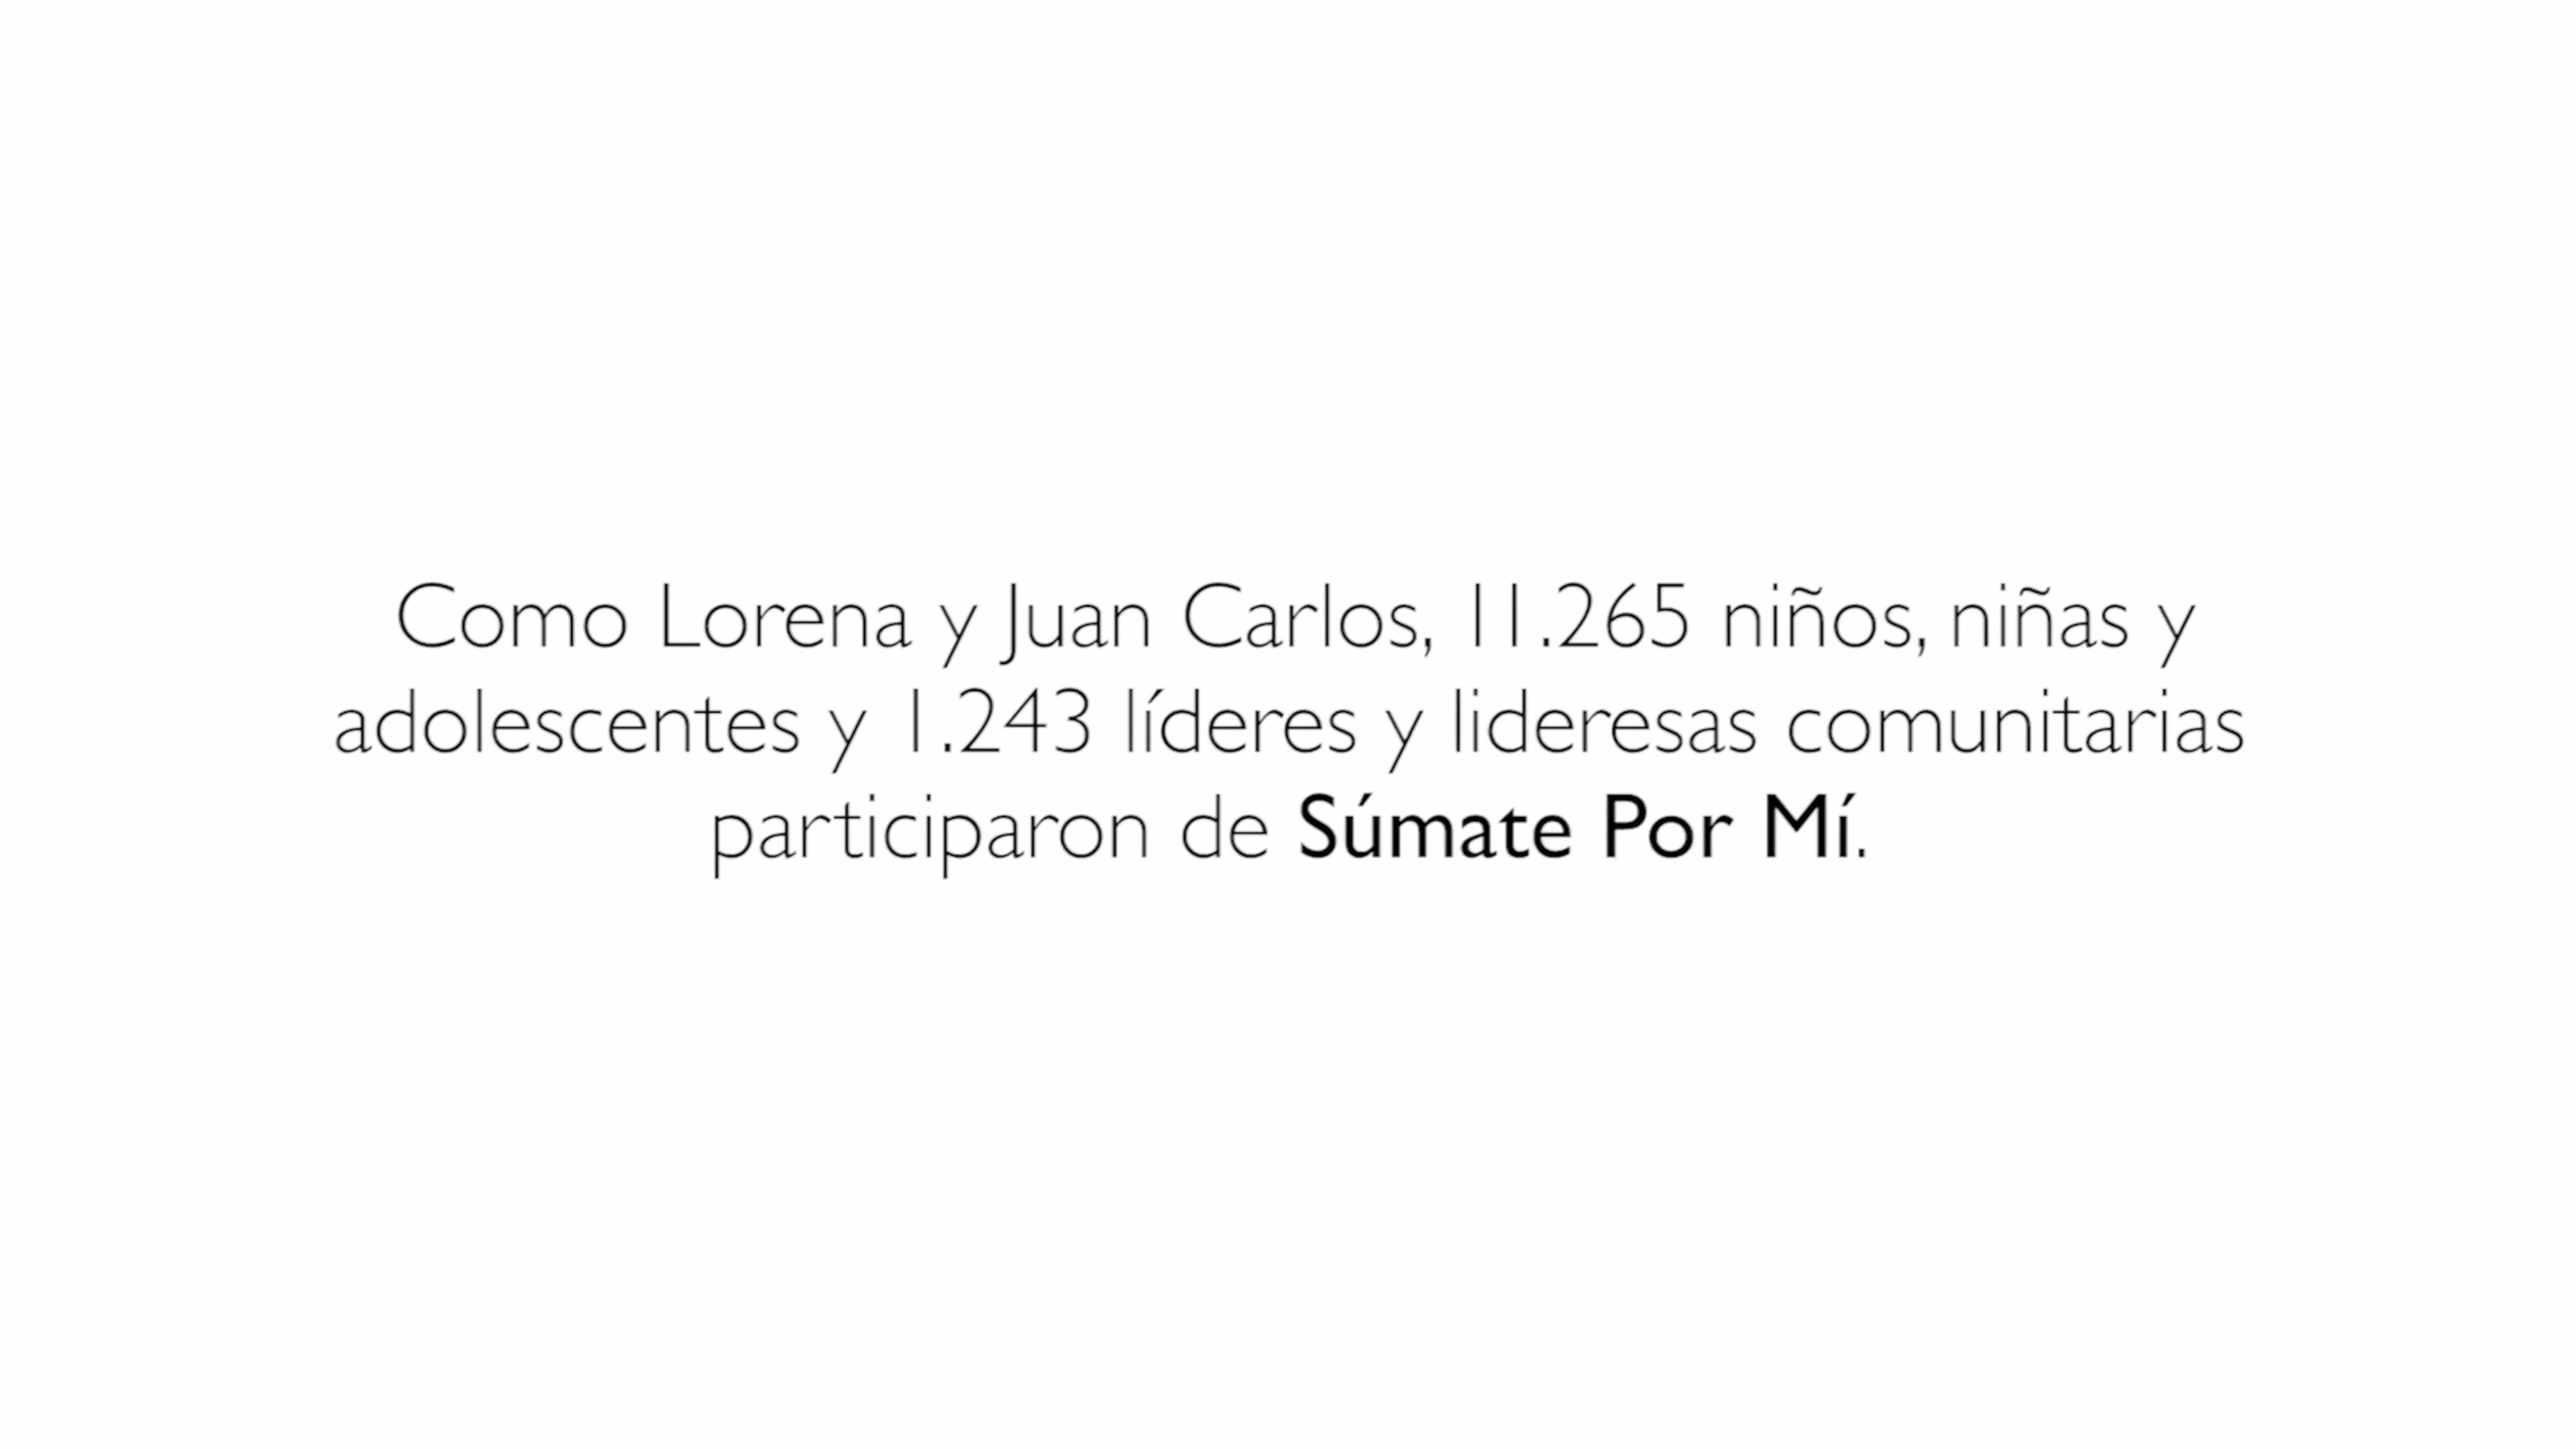 Como Lorena y Juan Carlos, 11.265 niños, niñas y
adolescentes y 1.243 líderes y lideresas comunitarias
participaron de Súmate Por Mí.